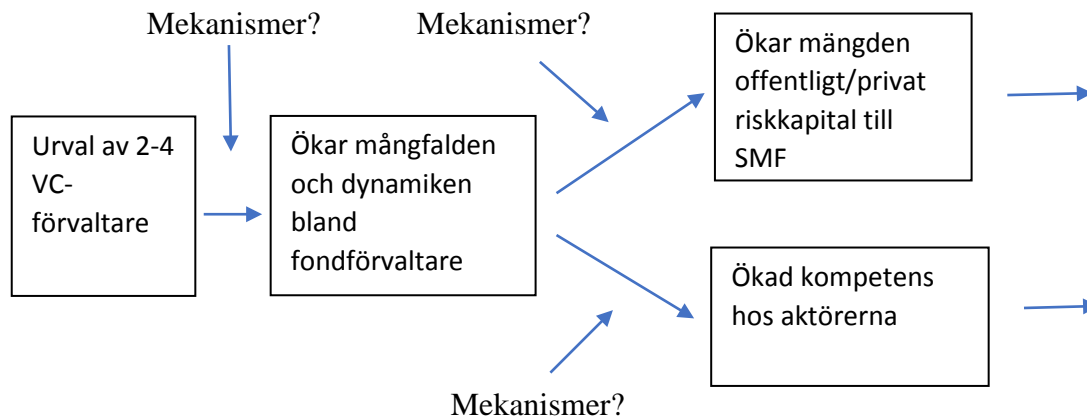 Mekanismer?
Mekanismer?
Urval av 2-4
VC-
förvaltare
Ökar mångfalden
och dynamiken
bland
fondförvaltare
Ökar mängden
offentligt/privat
riskkapital till
SMF
Ökad kompetens
hos aktörerna
Mekanismer?